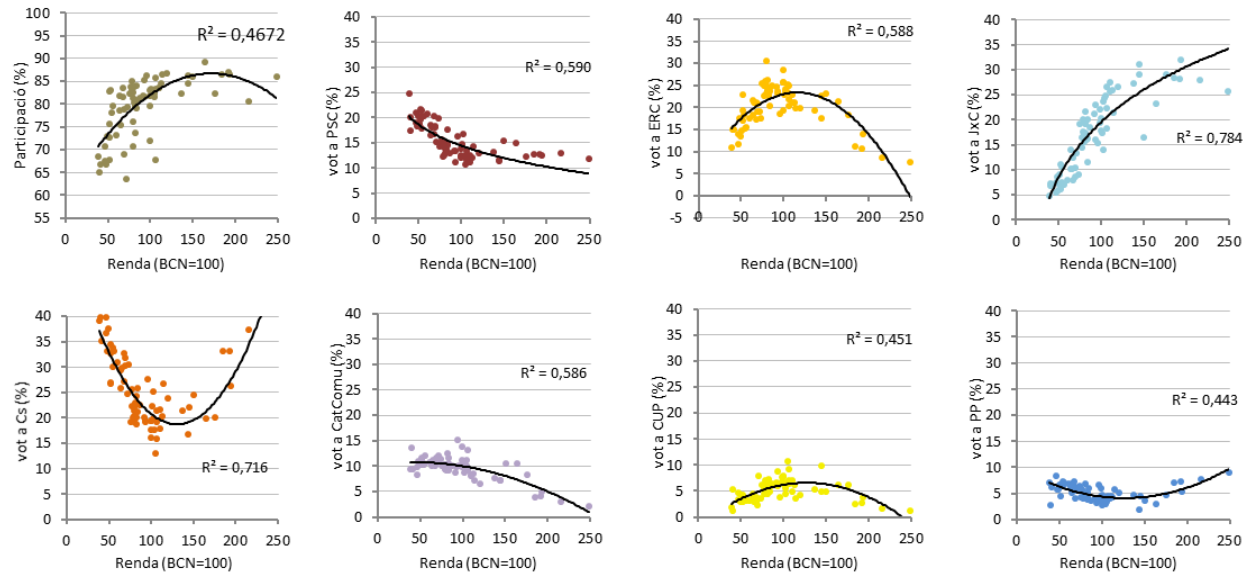 Participació (%)
100
95
90
85
80
75
70
65
60
55
R² = 0,4672
0 50 100 150 200 250
Renda (BCN=100)
vot a PSC (%)
40
35
30
25
20
15
10
5
0
R² = 0,590
0 50 100 150 200 250
Renda (BCN=100)
vot a ERC (%)
40
35
30
25
20
15
10
5
0
-5
R² = 0,588
0 50 100 150 200 250
Renda (BCN=100)
vot a JxC (%)
40
35
30
25
20
15
10
5
0
R² = 0,784
0 50 100 150 200 250
Renda (BCN=100)
vot a Cs (%)
40
35
30
25
20
15
10
5
0
R² = 0,716
0 50 100 150 200 250
Renda (BCN=100)
vot a CatComu (%)
40
35
30
25
20
15
10
5
0
R² = 0,586
0 50 100 150 200 250
Renda (BCN=100)
vot a CUP (%)
40
35
30
25
20
15
10
5
0
R² = 0,451
0 50 100 150 200 250
Renda (BCN=100)
vot a PP (%)
40
35
30
25
20
15
10
5
0
R² = 0,443
0 50 100 150 200 250
Renda (BCN=100)